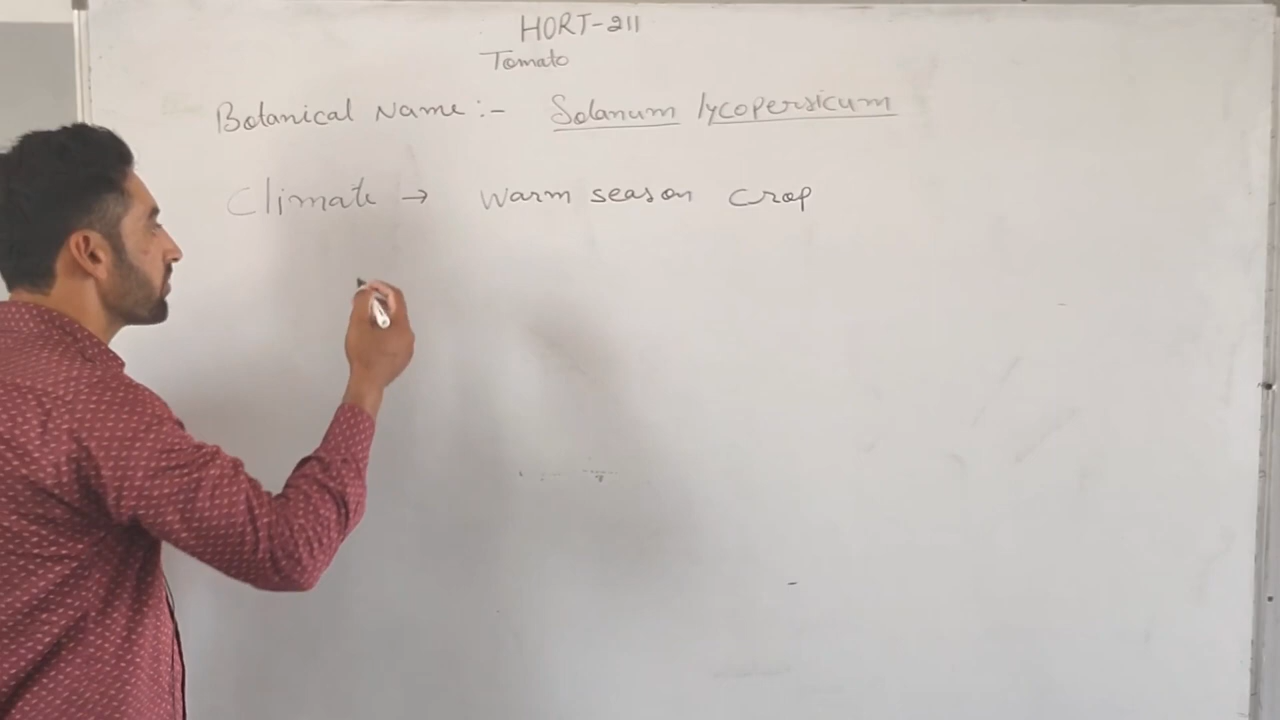 HORT-211
Tomato
Botanical Name :- Solanum lycopersicum
Climate → Warm season crop